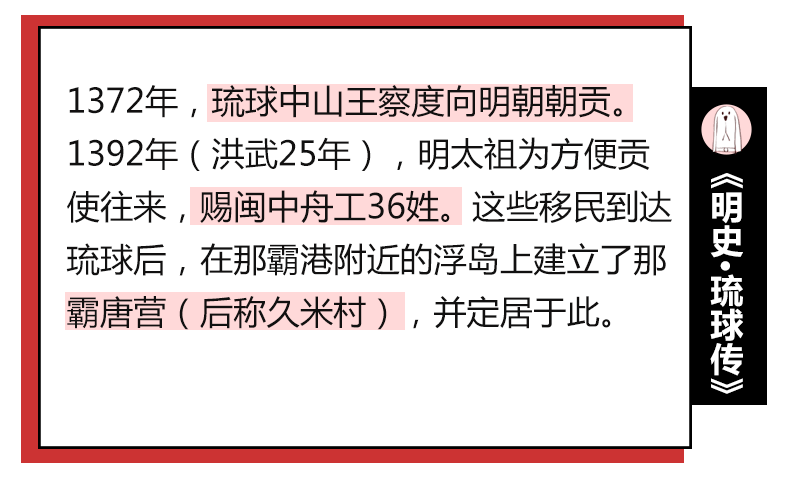 1372年，琉球中山王察度向明朝朝贡。
1392年（洪武25年），明太祖为方便贡
使往来，赐闽中舟工36姓。这些移民到达
琉球后，在那霸港附近的浮岛上建立了那
霸唐营（后称久米村），并定居于此。
《明史·琉球传》